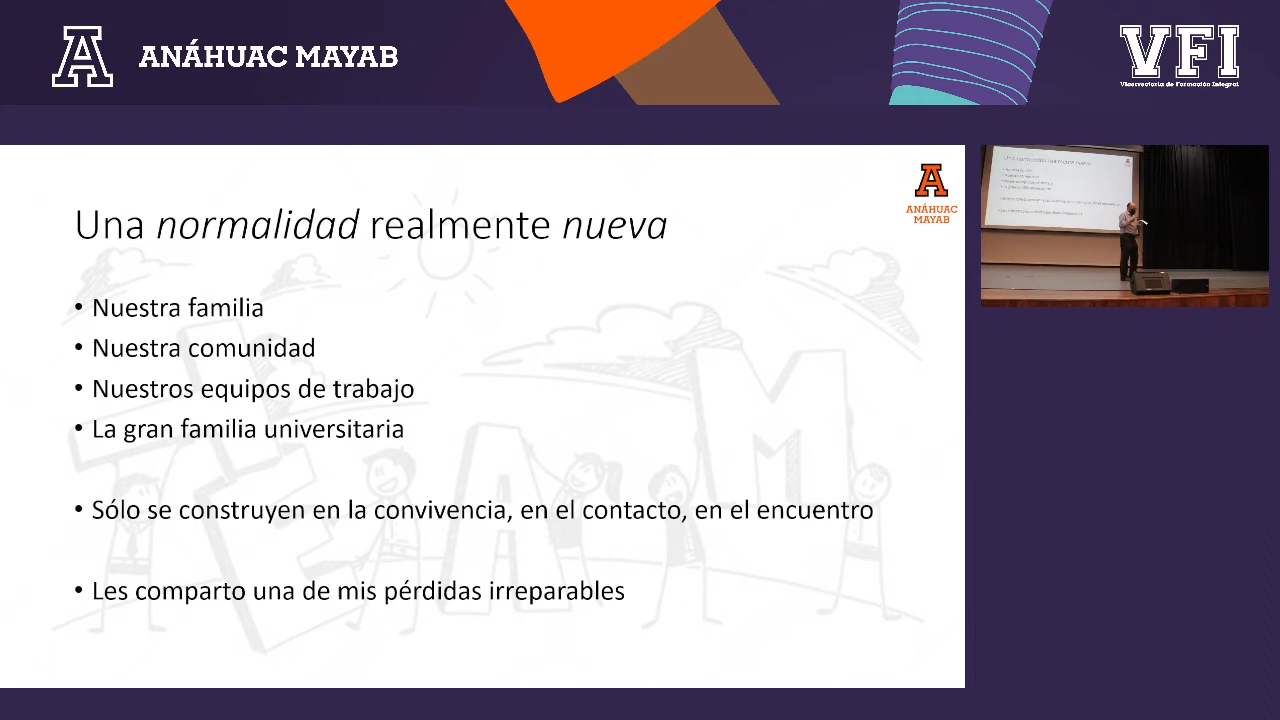 ANÁHUAC MAYAB
VFI
Vicerrectoría de Formación Integral
ANÁHUAC
MAYAB
Una normalidad realmente nueva
• Nuestra familia
• Nuestra comunidad
• Nuestros equipos de trabajo
• La gran familia universitaria
• Sólo se construyen en la convivencia, en el contacto, en el encuentro
• Les comparto una de mis pérdidas irreparables
TEAM